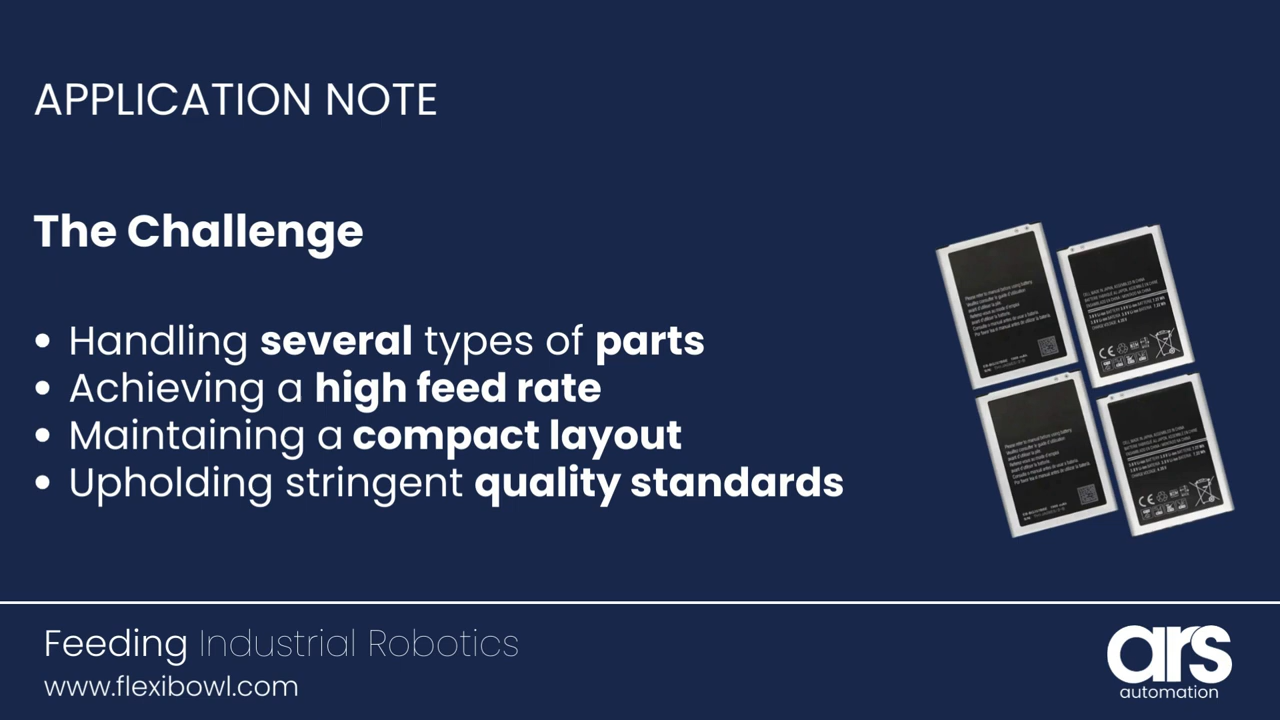 APPLICATION NOTE
The Challenge
• Handling several types of parts
• Achieving a high feed rate
• Maintaining a compact layout
• Upholding stringent quality standards
Feeding Industrial Robotics
www.flexibowl.com
ars
automation